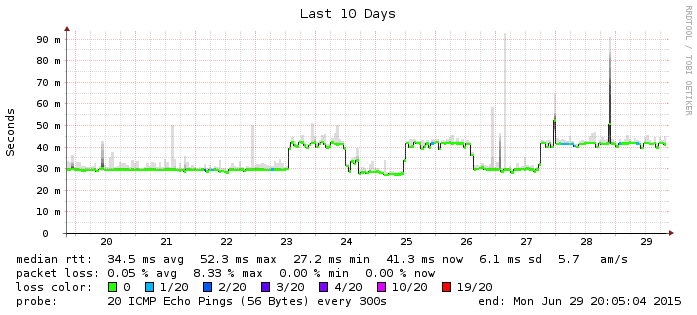 Last 10 Days
RRDTOOL / TOBI OETIKER
Seconds
90 m
80 m
70 m
60 m
50 m
40 m
30 m
20 m
10 m
0
20 21 22 23 24 25 26 27 28 29
median rtt: 34.5 ms avg 52.3 ms max 27.2 ms min 41.3 ms now 6.1 ms sd 5.7 am/s
packet loss: 0.05 % avg 8.33 % max 0.00 % min 0.00 % now
loss color: 0 1/20 2/20 3/20 4/20 10/20 19/20
probe: 20 ICMP Echo Pings (56 Bytes) every 300s end: Mon Jun 29 20:05:04 2015